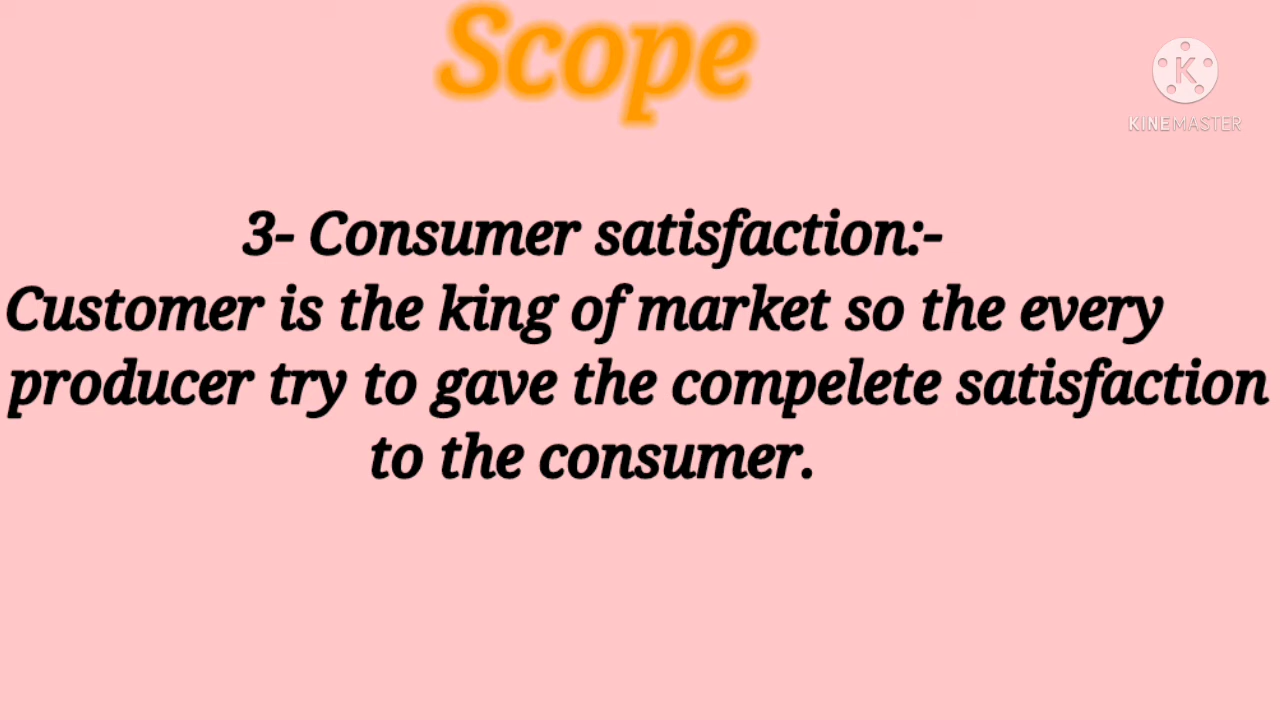 Scope
KINEMASTER
3- Consumer satisfaction:-
Customer is the king of market so the every
producer try to gave the compelete satisfaction
to the consumer.